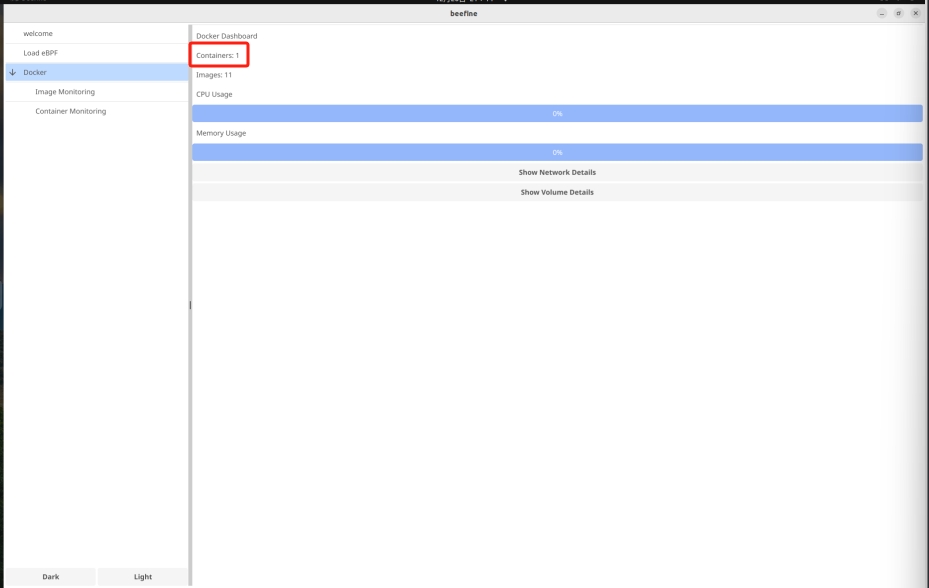 beefine
welcome
Load eBPF
Docker
Image Monitoring
Container Monitoring
Docker Dashboard
Containers: 1
Images: 11
CPU Usage
0%
Memory Usage
0%
Show Network Details
Show Volume Details
Dark
Light